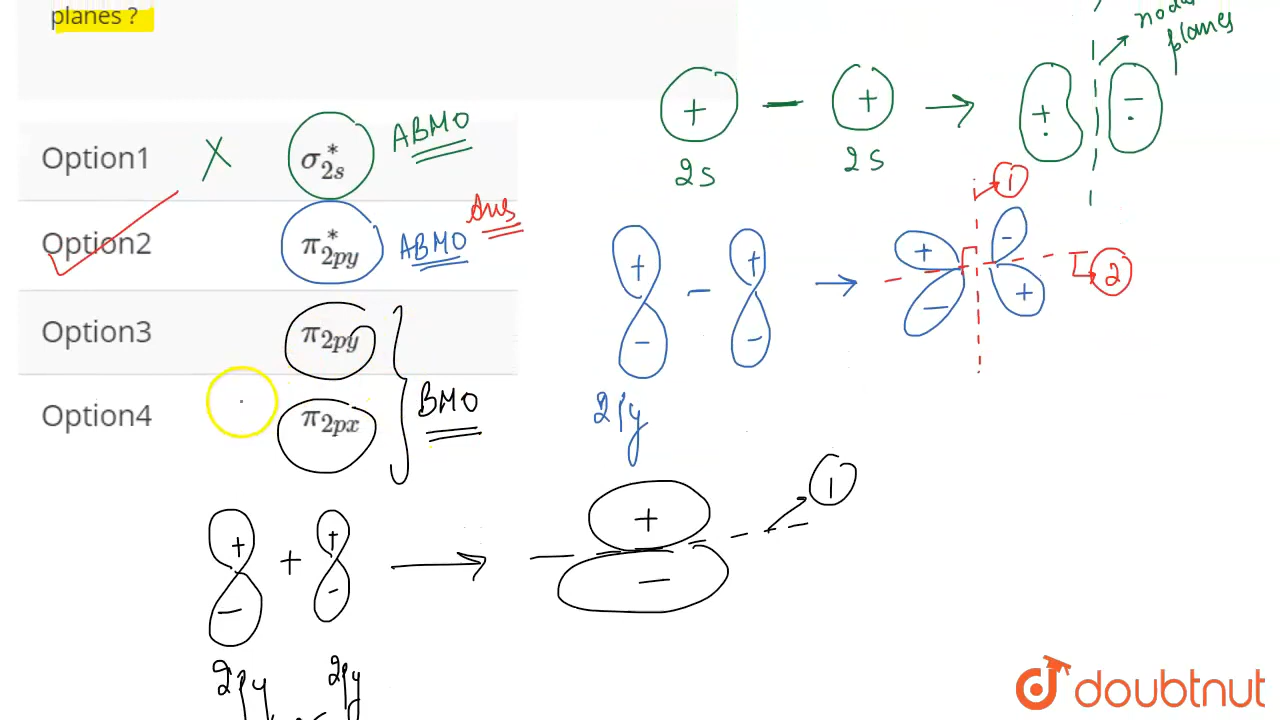 planes ?
nodal
planes
+ - + → + -
2s 2s
Option1 X σ*2s ABMO
Option2 π*2py ABMO Ans
+ - + → + - + -
- -
1
2
2py
Option3 π2py
Option4 π2px
BMO
+ + + → +
- - -
1
2py 2py
doubtnut